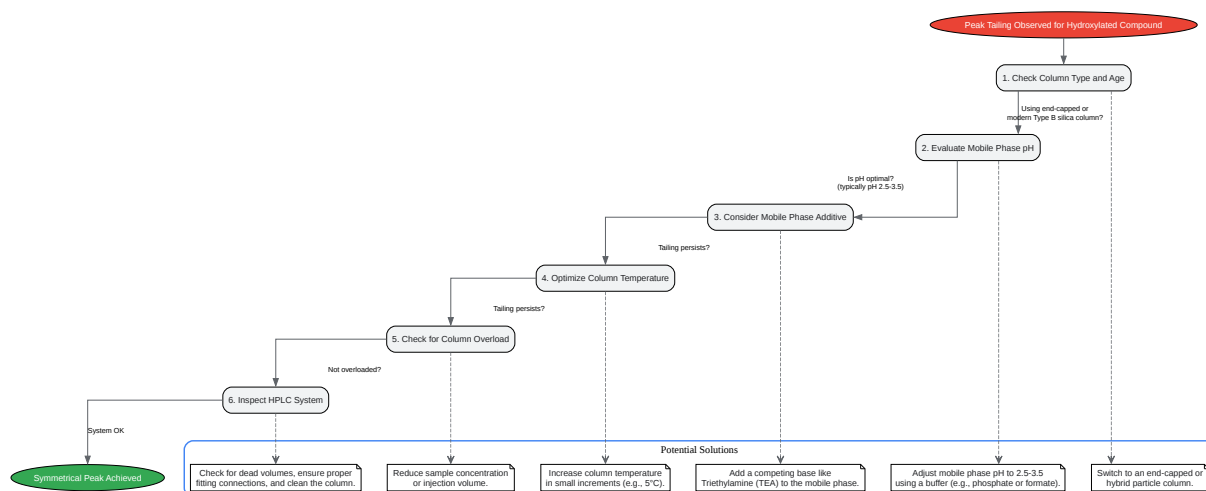 Peak Tailing Observed for Hydroxylated Compound
1. Check Column Type and Age
Using end-capped or
modern Type B silica column?
2. Evaluate Mobile Phase pH
Is pH optimal?
(typically pH 2.5-3.5)
3. Consider Mobile Phase Additive
Tailing persists?
4. Optimize Column Temperature
Tailing persists?
5. Check for Column Overload
Not overloaded?
6. Inspect HPLC System
System OK
Symmetrical Peak Achieved
Potential Solutions
Check for dead volumes, ensure proper
fitting connections, and clean the column.
Reduce sample concentration
or injection volume.
Increase column temperature
in small increments (e.g., 5°C).
Add a competing base like
Triethylamine (TEA) to the mobile phase.
Adjust mobile phase pH to 2.5-3.5
using a buffer (e.g., phosphate or formate).
Switch to an end-capped or
hybrid particle column.